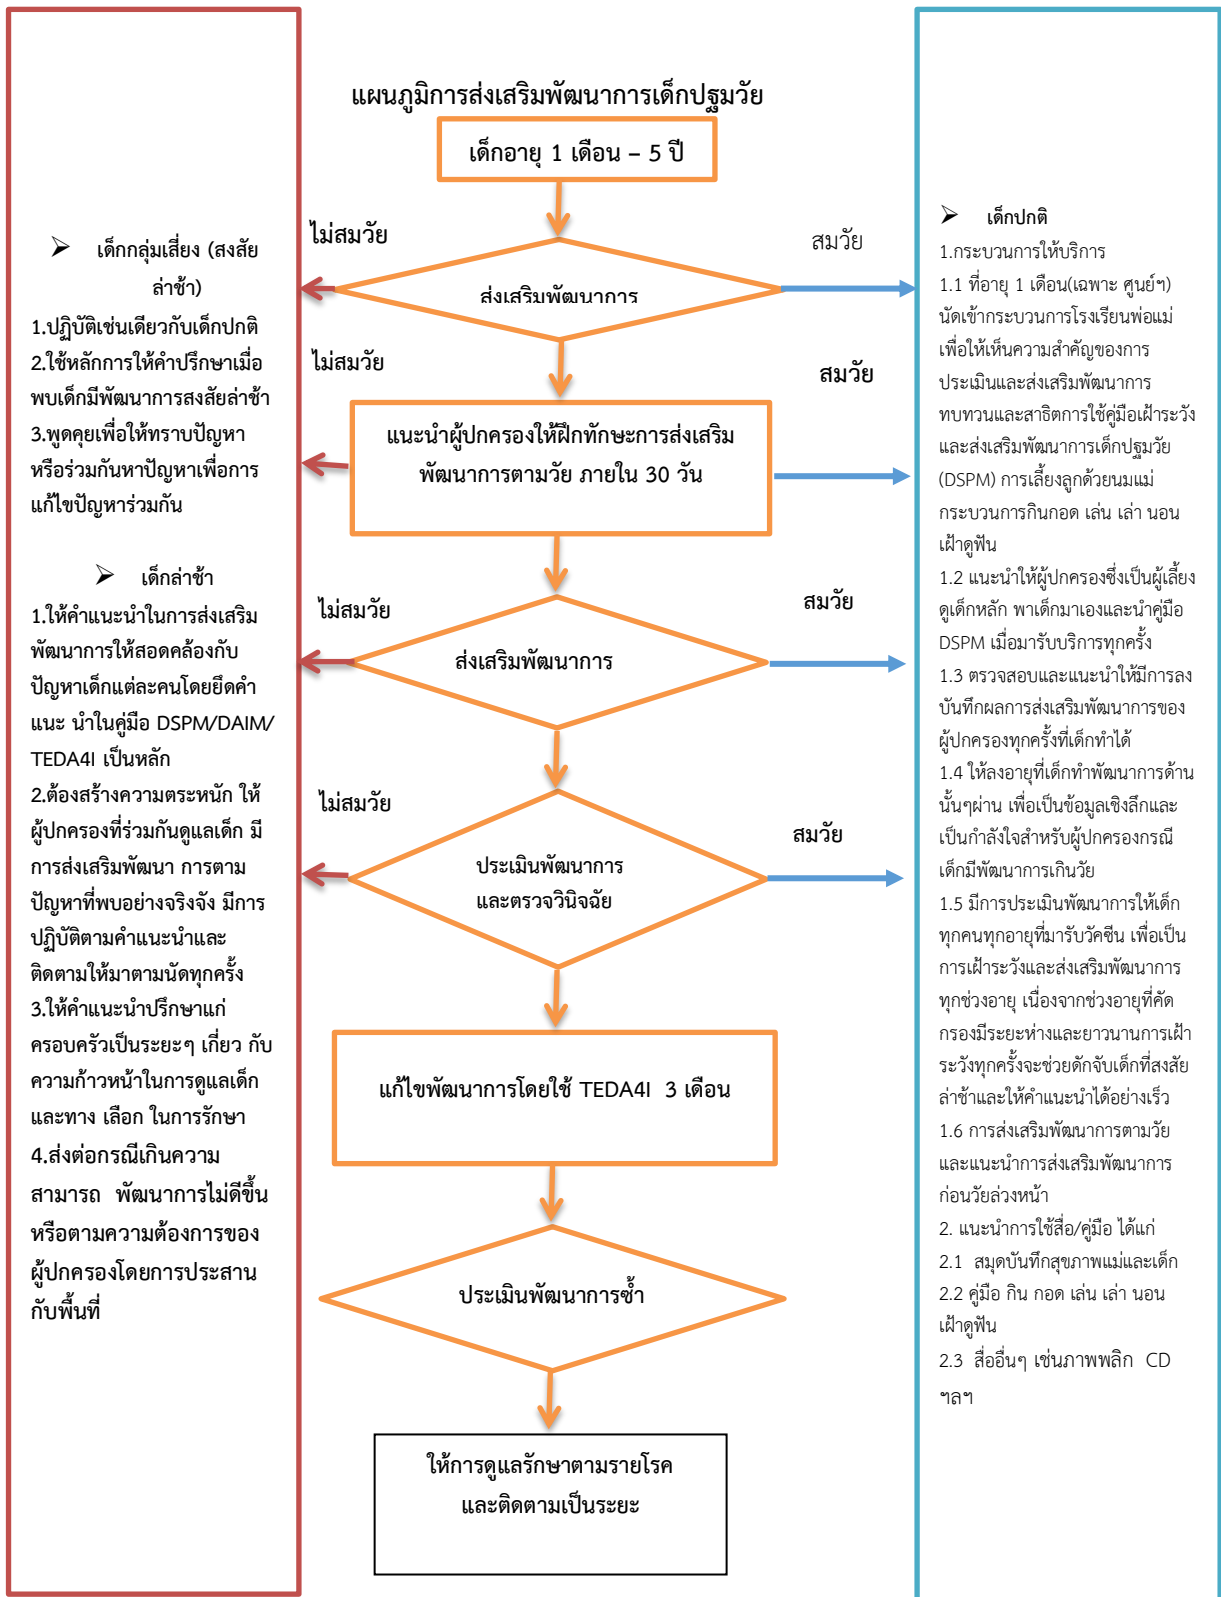 แผนภูมิการส่งเสริมพัฒนาการเด็กปฐมวัย
เด็กอายุ 1 เดือน – 5 ปี
ไม่สมวัย
สมวัย
ส่งเสริมพัฒนาการ
ไม่สมวัย
สมวัย
แนะนำผู้ปกครองให้ฝึกทักษะการส่งเสริม
พัฒนาการตามวัย ภายใน 30 วัน
ไม่สมวัย
สมวัย
ส่งเสริมพัฒนาการ
ไม่สมวัย
สมวัย
ประเมินพัฒนาการ
และตรวจวินิจฉัย
แก้ไขพัฒนาการโดยใช้ TEDA4I 3 เดือน
ประเมินพัฒนาการซ้ำ
ให้การดูแลรักษาตามรายโรค
และติดตามเป็นระยะ
➢ เด็กกลุ่มเสี่ยง (สงสัย
ล่าช้า)
1.ปฏิบัติเช่นเดียวกับเด็กปกติ
2.ใช้หลักการให้คำปรึกษาเมื่อ
พบเด็กมีพัฒนาการสงสัยล่าช้า
3.พูดคุยเพื่อให้ทราบปัญหา
หรือร่วมกันหาปัญหาเพื่อการ
แก้ไขปัญหาร่วมกัน
➢ เด็กล่าช้า
1.ให้คำแนะนำในการส่งเสริม
พัฒนาการให้สอดคล้องกับ
ปัญหาเด็กแต่ละคนโดยยึดคำ
แนะ นำในคู่มือ DSPM/DAIM/
TEDA4I เป็นหลัก
2.ต้องสร้างความตระหนัก ให้
ผู้ปกครองที่ร่วมกันดูแลเด็ก มี
การส่งเสริมพัฒนา การตาม
ปัญหาที่พบอย่างจริงจัง มีการ
ปฏิบัติตามคำแนะนำและ
ติดตามให้มาตามนัดทุกครั้ง
3.ให้คำแนะนำปรึกษาแก่
ครอบครัวเป็นระยะๆ เกี่ยว กับ
ความก้าวหน้าในการดูแลเด็ก
และทาง เลือก ในการรักษา
4.ส่งต่อกรณีเกินความ
สามารถ พัฒนาการไม่ดีขึ้น
หรือตามความต้องการของ
ผู้ปกครองโดยการประสาน
กับพื้นที่
➢ เด็กปกติ
1.กระบวนการให้บริการ
1.1 ที่อายุ 1 เดือน(เฉพาะ ศูนย์ฯ)
นัดเข้ากระบวนการโรงเรียนพ่อแม่
เพื่อให้เห็นความสำคัญของการ
ประเมินและส่งเสริมพัฒนาการ
ทบทวนและสาธิตการใช้คู่มือเฝ้าระวัง
และส่งเสริมพัฒนาการเด็กปฐมวัย
(DSPM) การเลี้ยงลูกด้วยนมแม่
กระบวนการกินกอด เล่น เล่า นอน
เฝ้าดูฟัน
1.2 แนะนำให้ผู้ปกครองซึ่งเป็นผู้เลี้ยง
ดูเด็กหลัก พาเด็กมาเองและนำคู่มือ
DSPM เมื่อมารับบริการทุกครั้ง
1.3 ตรวจสอบและแนะนำให้มีการลง
บันทึกผลการส่งเสริมพัฒนาการของ
ผู้ปกครองทุกครั้งที่เด็กทำได้
1.4 ให้ลงอายุที่เด็กทำพัฒนาการด้าน
นั้นๆผ่าน เพื่อเป็นข้อมูลเชิงลึกและ
เป็นกำลังใจสำหรับผู้ปกครองกรณี
เด็กมีพัฒนาการเกินวัย
1.5 มีการประเมินพัฒนาการให้เด็ก
ทุกคนทุกอายุที่มารับวัคซีน เพื่อเป็น
การเฝ้าระวังและส่งเสริมพัฒนาการ
ทุกช่วงอายุ เนื่องจากช่วงอายุที่คัด
กรองมีระยะห่างและยาวนานการเฝ้า
ระวังทุกครั้งจะช่วยดักจับเด็กที่สงสัย
ล่าช้าและให้คำแนะนำได้อย่างเร็ว
1.6 การส่งเสริมพัฒนาการตามวัย
และแนะนำการส่งเสริมพัฒนาการ
ก่อนวัยล่วงหน้า
2. แนะนำการใช้สื่อ/คู่มือ ได้แก่
2.1 สมุดบันทึกสุขภาพแม่และเด็ก
2.2 คู่มือ กิน กอด เล่น เล่า นอน
เฝ้าดูฟัน
2.3 สื่ออื่นๆ เช่นภาพพลิก CD
ฯลฯ